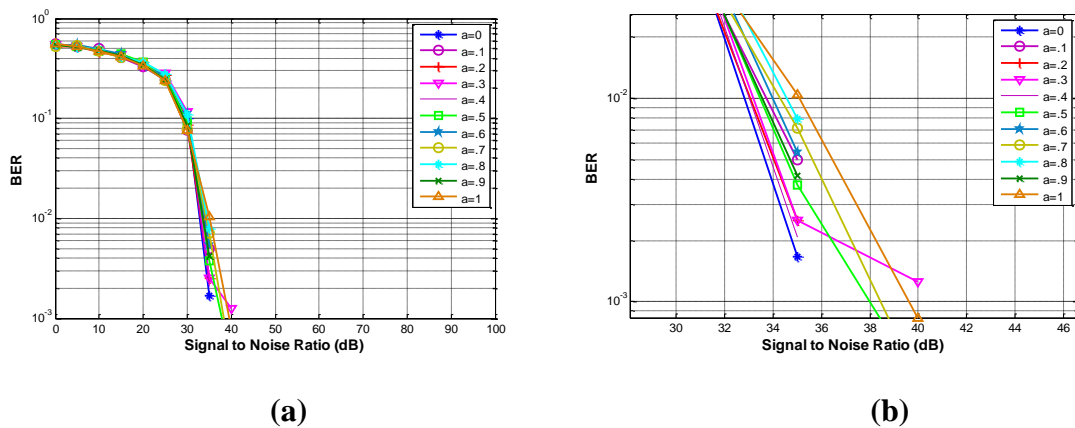 10^0
10^-1
10^-2
10^-3
BER
0 10 20 30 40 50 60 70 80 90 100
Signal to Noise Ratio (dB)
a=0
a=.1
a=.2
a=.3
a=.4
a=.5
a=.6
a=.7
a=.8
a=.9
a=1
(a)
10^-2
10^-3
BER
30 32 34 36 38 40 42 44 46
Signal to Noise Ratio (dB)
a=0
a=.1
a=.2
a=.3
a=.4
a=.5
a=.6
a=.7
a=.8
a=.9
a=1
(b)